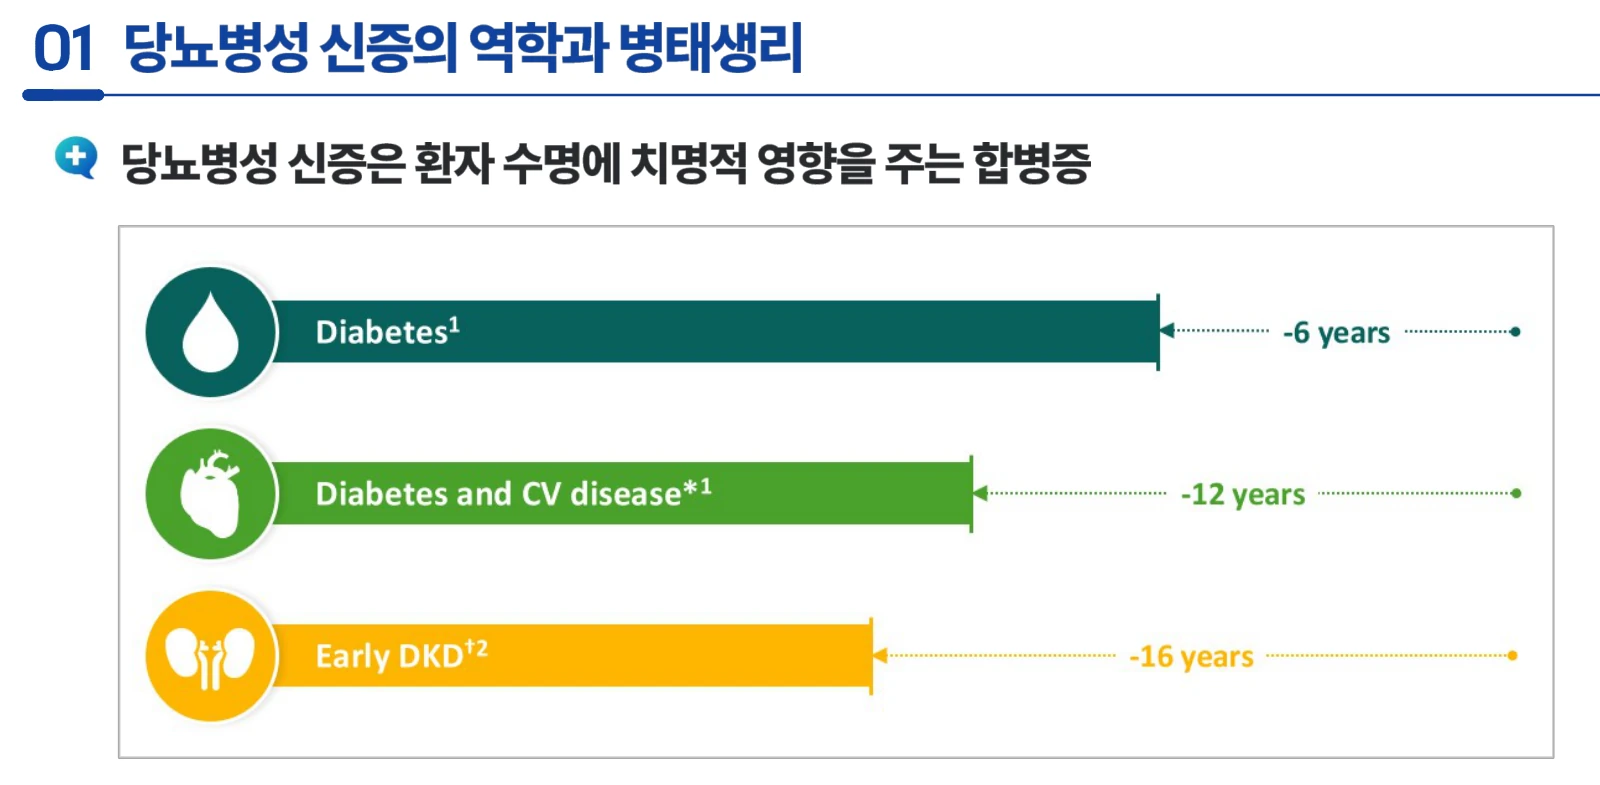 01 당뇨병성 신증의 역학과 병태생리
당뇨병성 신증은 환자 수명에 치명적 영향을 주는 합병증
Diabetes¹ -6 years
Diabetes and CV disease*¹ -12 years
Early DKD†² -16 years